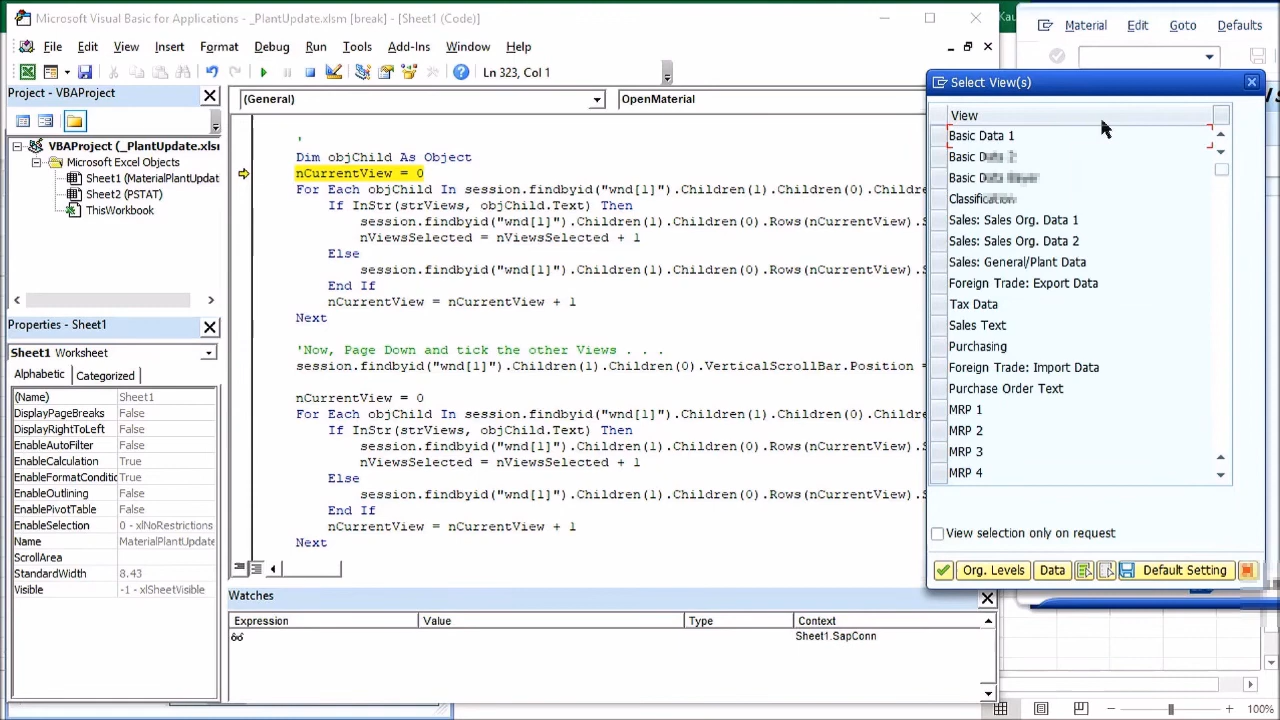 Microsoft Visual Basic for Applications - _PlantUpdate.xlsm [break] - [Sheet1 (Code)]
File Edit View Insert Format Debug Run Tools Add-Ins Window Help
Ln 323, Col 1
Project - VBAProject
VBAProject (_PlantUpdate.xlsm
Microsoft Excel Objects
Sheet1 (MaterialPlantUpdat
Sheet2 (PSTAT)
ThisWorkbook
Properties - Sheet1
Sheet1 Worksheet
Alphabetic Categorized
(Name) Sheet1
DisplayPageBreaks False
DisplayRightToLeft False
EnableAutoFilter False
EnableCalculation True
EnableFormatConditic True
EnableOutlining False
EnablePivotTable False
EnableSelection 0 - xlNoRestrictions
Name MaterialPlantUpdate
ScrollArea
StandardWidth 8.43
Visible -1 - xlSheetVisible
(General) OpenMaterial
'
Dim objChild As Object
nCurrentView = 0
For Each objChild In session.findbyid("wnd[1]").Children(1).Children(0).Children
If InStr(strViews, objChild.Text) Then
session.findbyid("wnd[1]").Children(1).Children(0).Rows(nCurrentView).S
nViewsSelected = nViewsSelected + 1
Else
session.findbyid("wnd[1]").Children(1).Children(0).Rows(nCurrentView).S
End If
nCurrentView = nCurrentView + 1
Next
'Now, Page Down and tick the other Views . . .
session.findbyid("wnd[1]").Children(1).Children(0).VerticalScrollBar.Position =
nCurrentView = 0
For Each objChild In session.findbyid("wnd[1]").Children(1).Children(0).Children
If InStr(strViews, objChild.Text) Then
session.findbyid("wnd[1]").Children(1).Children(0).Rows(nCurrentView).S
nViewsSelected = nViewsSelected + 1
Else
session.findbyid("wnd[1]").Children(1).Children(0).Rows(nCurrentView).S
End If
nCurrentView = nCurrentView + 1
Next
Watches
Expression Value Type Context
Sheet1.SapConn
Kau
Material Edit Goto Defaults
Select View(s)
View
Basic Data 1
Basic Data 2
Basic Data
Classification
Sales: Sales Org. Data 1
Sales: Sales Org. Data 2
Sales: General/Plant Data
Foreign Trade: Export Data
Tax Data
Sales Text
Purchasing
Foreign Trade: Import Data
Purchase Order Text
MRP 1
MRP 2
MRP 3
MRP 4
View selection only on request
Org. Levels Data Default Setting
100%